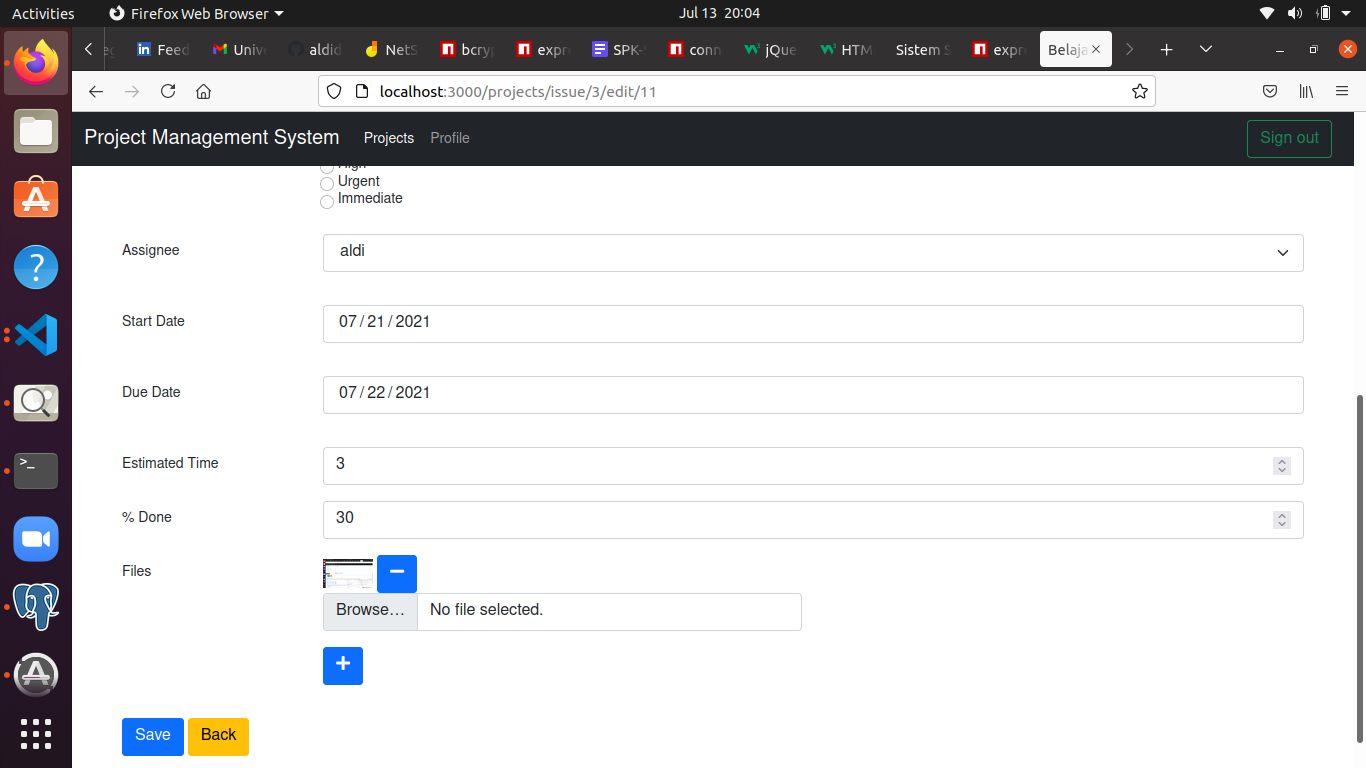 Activities Firefox Web Browser Jul 13 20:04
Feed Univ aldid NetS bcryp expr SPK- conn jQue HTM Sistem S expr Belaja
localhost:3000/projects/issue/3/edit/11
Project Management System Projects Profile Sign out
High
Urgent
Immediate
Assignee aldi
Start Date 07/21/2021
Due Date 07/22/2021
Estimated Time 3
% Done 30
Files
Browse… No file selected.
Save Back